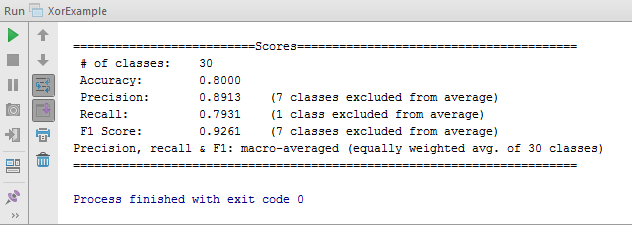 Run XorExample
==========================Scores========================================
# of classes: 30
Accuracy: 0.8000
Precision: 0.8913 (7 classes excluded from average)
Recall: 0.7931 (1 class excluded from average)
F1 Score: 0.9261 (7 classes excluded from average)
Precision, recall & F1: macro-averaged (equally weighted avg. of 30 classes)
========================================================================
Process finished with exit code 0